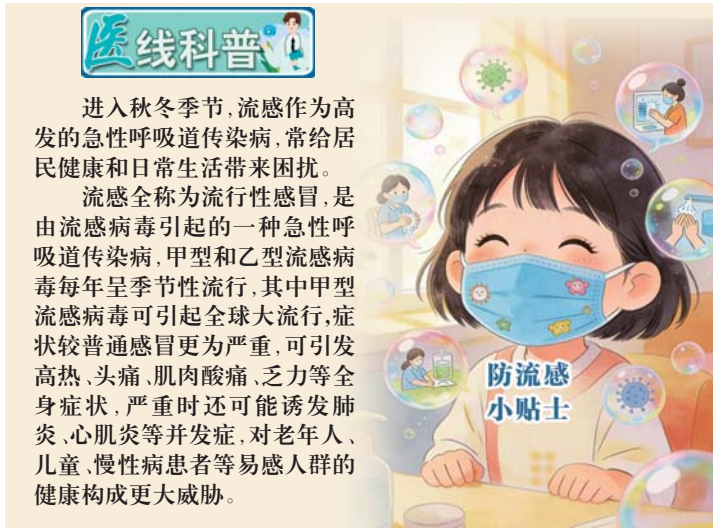 医线科普
进入秋冬季节,流感作为高
发的急性呼吸道传染病,常给居
民健康和日常生活带来困扰。
流感全称为流行性感冒,是
由流感病毒引起的一种急性呼
吸道传染病,甲型和乙型流感病
毒每年呈季节性流行,其中甲型
流感病毒可引起全球大流行,症
状较普通感冒更为严重,可引发
高热、头痛、肌肉酸痛、乏力等全
身症状,严重时还可能诱发肺
炎、心肌炎等并发症,对老年人、
儿童、慢性病患者等易感人群的
健康构成更大威胁。
防流感
小贴士